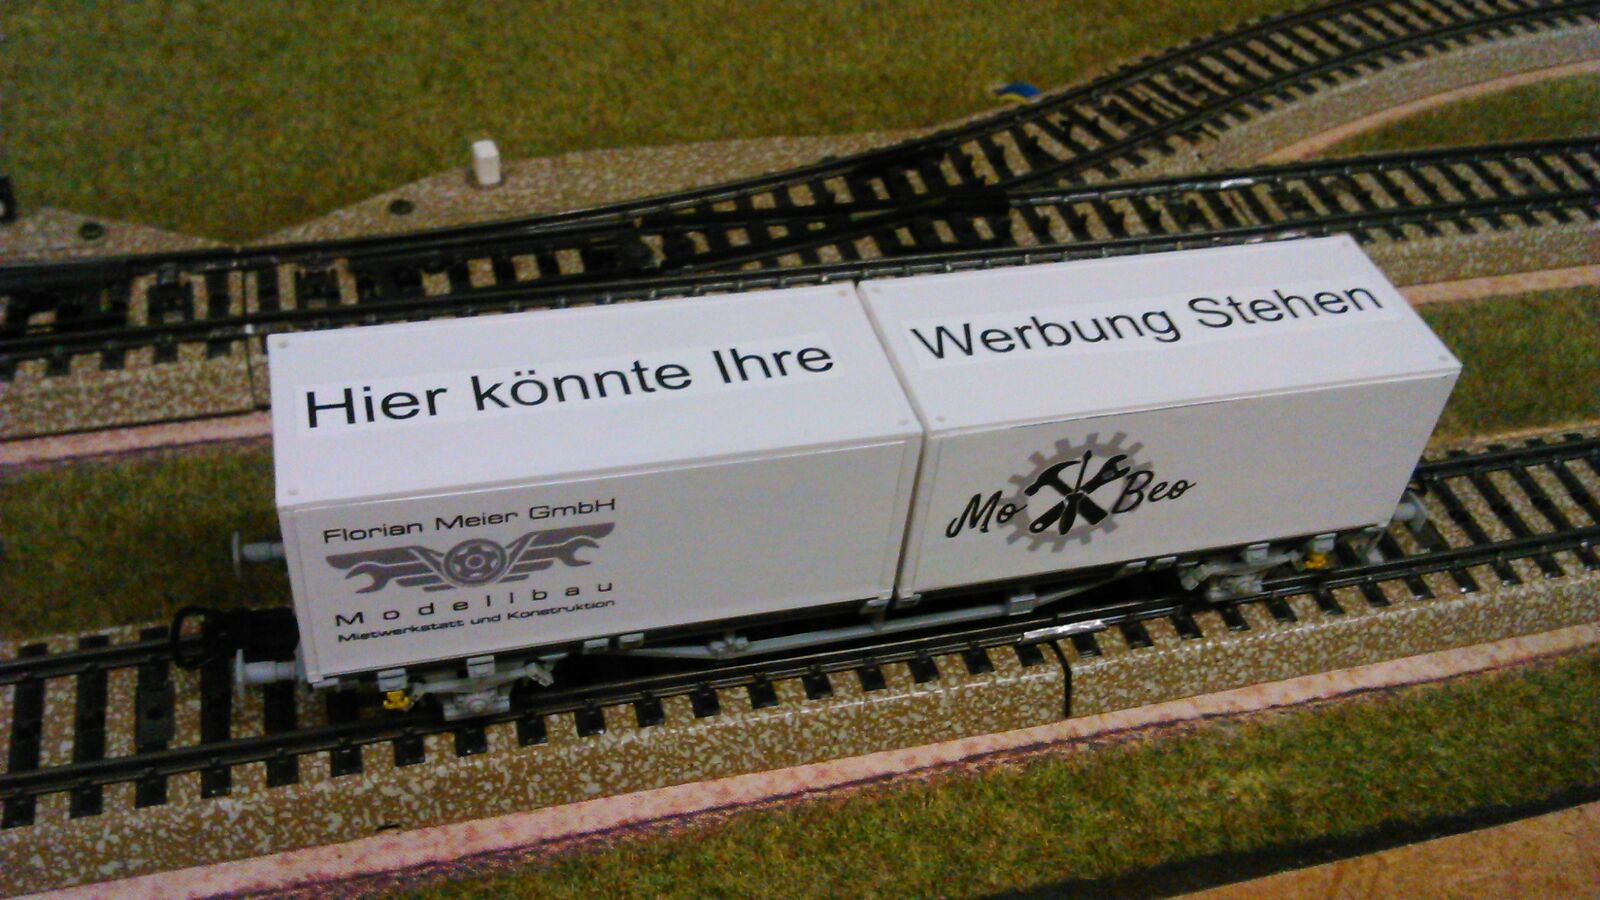 Hier könnte Ihre
Werbung Stehen
Florian Meier GmbH
Modellbau
Mietwerkstatt und Konstruktion
Mo Beo